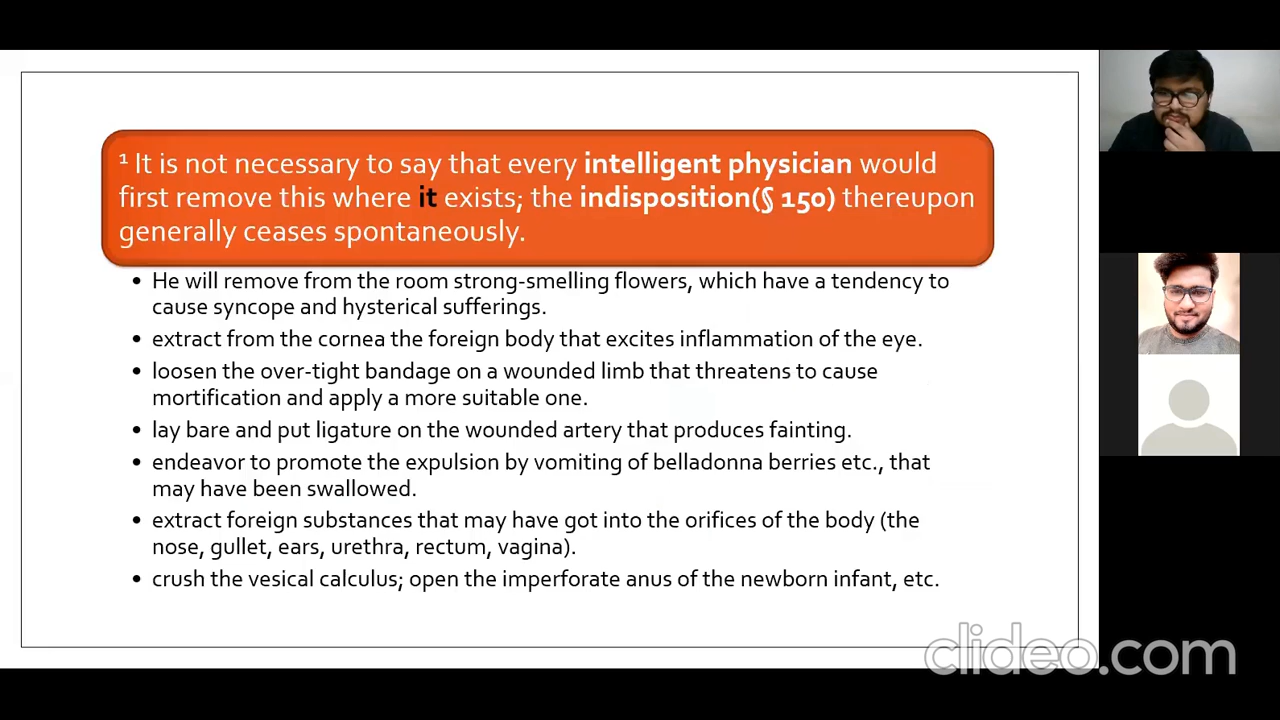 ¹ It is not necessary to say that every intelligent physician would
first remove this where it exists; the indisposition(§ 150) thereupon
generally ceases spontaneously.
• He will remove from the room strong-smelling flowers, which have a tendency to
cause syncope and hysterical sufferings.
• extract from the cornea the foreign body that excites inflammation of the eye.
• loosen the over-tight bandage on a wounded limb that threatens to cause
mortification and apply a more suitable one.
• lay bare and put ligature on the wounded artery that produces fainting.
• endeavor to promote the expulsion by vomiting of belladonna berries etc., that
may have been swallowed.
• extract foreign substances that may have got into the orifices of the body (the
nose, gullet, ears, urethra, rectum, vagina).
• crush the vesical calculus; open the imperforate anus of the newborn infant, etc.
clideo.com